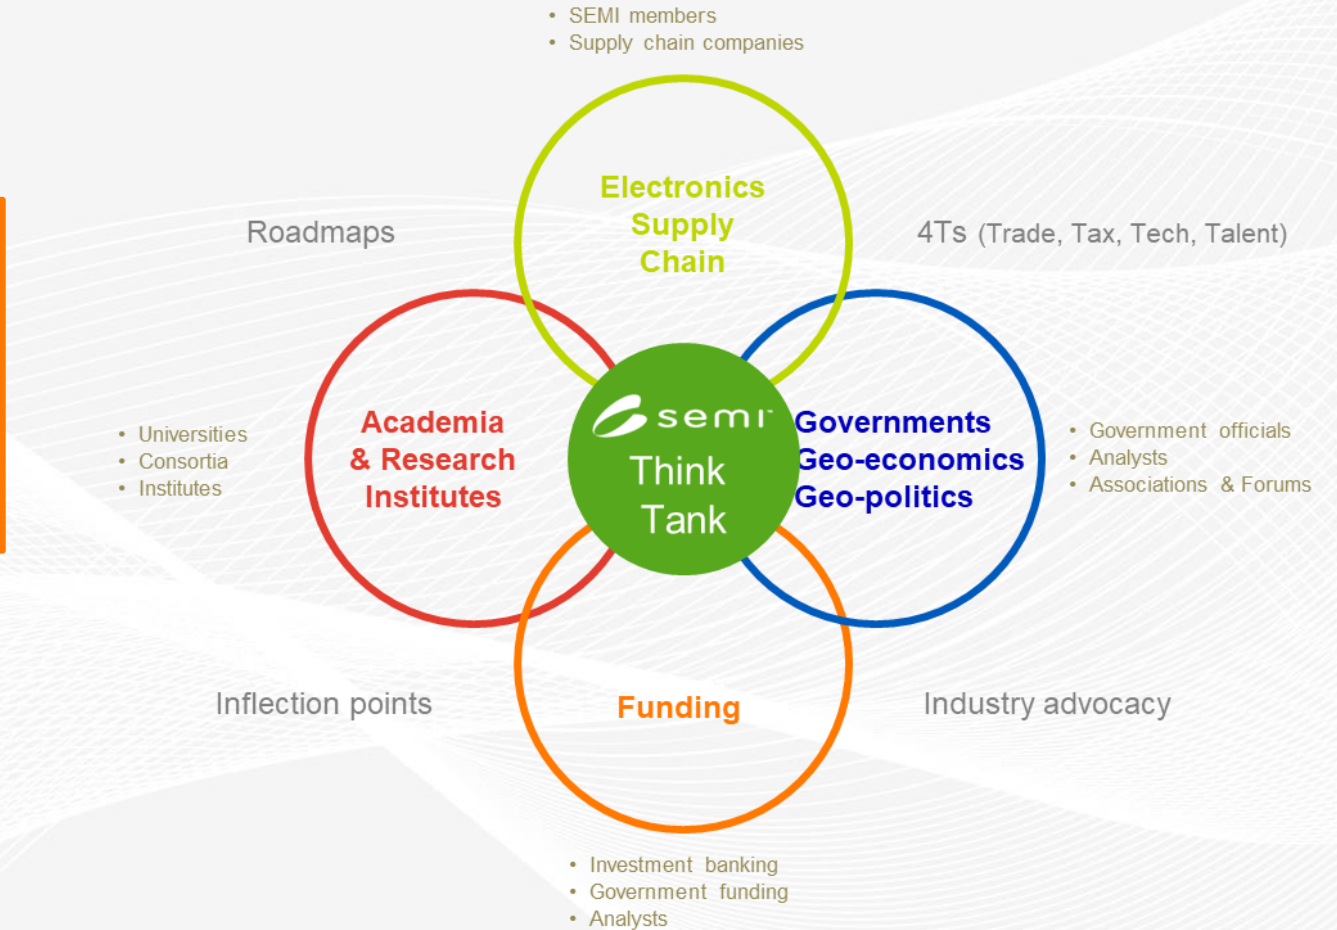 • SEMI members
• Supply chain companies
Electronics
Supply
Chain
Roadmaps
4Ts (Trade, Tax, Tech, Talent)
Academia
& Research
Institutes
• Universities
• Consortia
• Institutes
semi™
Think
Tank
Governments
Geo-economics
Geo-politics
• Government officials
• Analysts
• Associations & Forums
Inflection points
Funding
Industry advocacy
• Investment banking
• Government funding
• Analysts